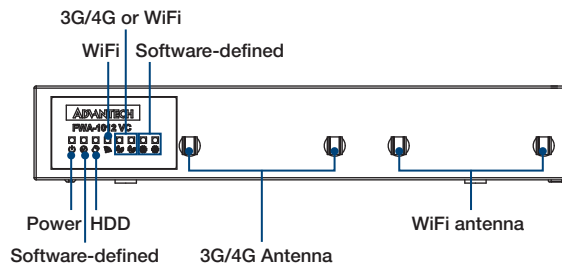 3G/4G or WiFi
WiFi Software-defined
ADVANTECH
FWA-1012 VC
Power HDD
WiFi antenna
Software-defined
3G/4G Antenna